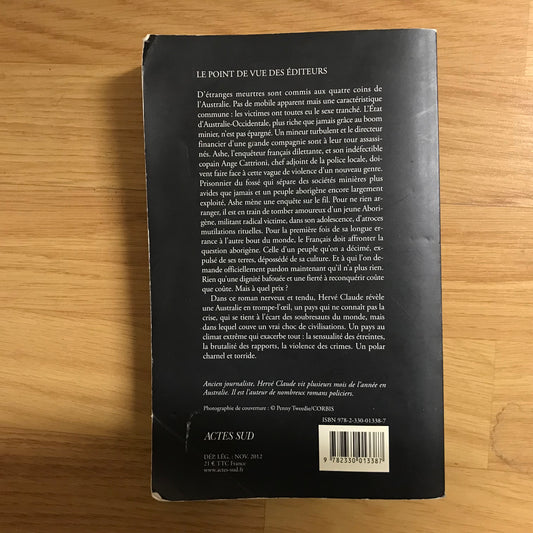 LE POINT DE VUE DES ÉDITEURS
D'étranges meurtres sont commis aux quatre coins de
l'Australie. Pas de mobile apparent mais une caractéristique
commune : les victimes ont toutes eu le sexe tranché. L'État
d'Australie-Occidentale, plus riche que jamais grâce au boom
minier, n'est pas épargné. Un mineur turbulent et le directeur
financier d'une grande compagnie sont à leur tour assassi-
nés. Ashe, l'enquêteur français dilettante, et son indéfectible
copain Ange Cattrioni, chef adjoint de la police locale, doi-
vent faire face à cette vague de violence d'un nouveau genre.
Prisonnier du fossé qui sépare des sociétés minières plus
avides que jamais et un peuple aborigène encore largement
exploité, Ashe mène une enquête sur le fil. Pour ne rien ar-
ranger, il est en train de tomber amoureux d'un jeune Abori-
gène, militant radical victime, dans son adolescence, d'atroces
mutilations rituelles. Pour la première fois de sa longue er-
rance à l'autre bout du monde, le Français doit affronter la
question aborigène. Celle d'un peuple qu'on a décimé, ex-
pulsé de ses terres, dépossédé de sa culture. Et à qui l'on de-
mande officiellement pardon maintenant qu'il n'a plus rien.
Rien qu'une dignité bafouée et une fierté à reconquérir coûte
que coûte. Mais à quel prix ?
Dans ce roman nerveux et tendu, Hervé Claude révèle
une Australie en trompe-l'œil, un pays qui ne connaît pas la
crise, qui se tient à l'écart des soubresauts du monde, mais
dans lequel couve un vrai choc de civilisations. Un pays au
climat extrême qui exacerbe tout : la sensualité des étreintes,
la brutalité des rapports, la violence des crimes. Un polar
charnel et torride.
Ancien journaliste, Hervé Claude vit plusieurs mois de l'année en
Australie. Il est l'auteur de nombreux romans policiers.
Photographie de couverture : © Penny Tweedie/CORBIS
ISBN 978-2-330-01338-7
ACTES SUD
DÉP. LÉG. : NOV. 2012
21 € TTC France
www.actes-sud.fr
9 782330 013387